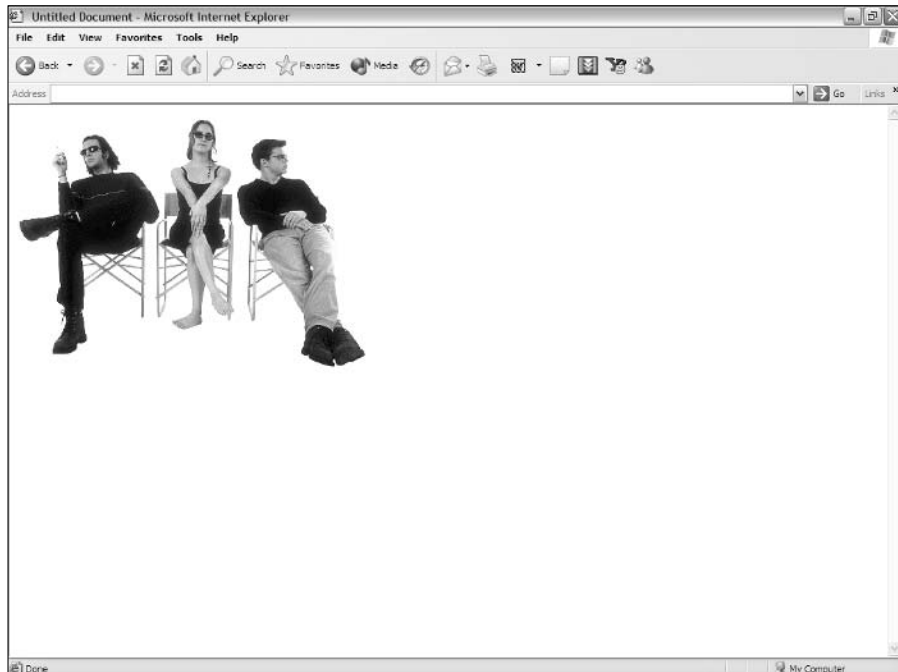 Untitled Document - Microsoft Internet Explorer
File Edit View Favorites Tools Help
Back Search Favorites Media
Address Go Links
Done My Computer